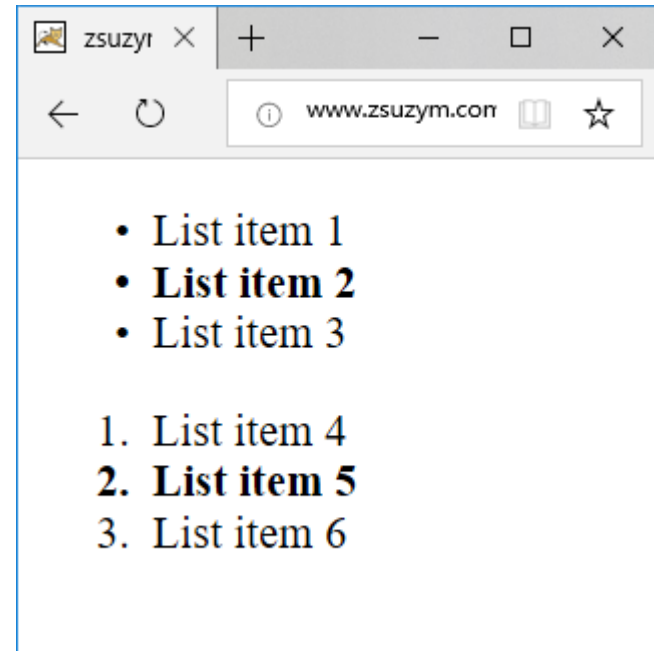 zsuzyr
www.zsuzym.com
• List item 1
• List item 2
• List item 3
1. List item 4
2. List item 5
3. List item 6